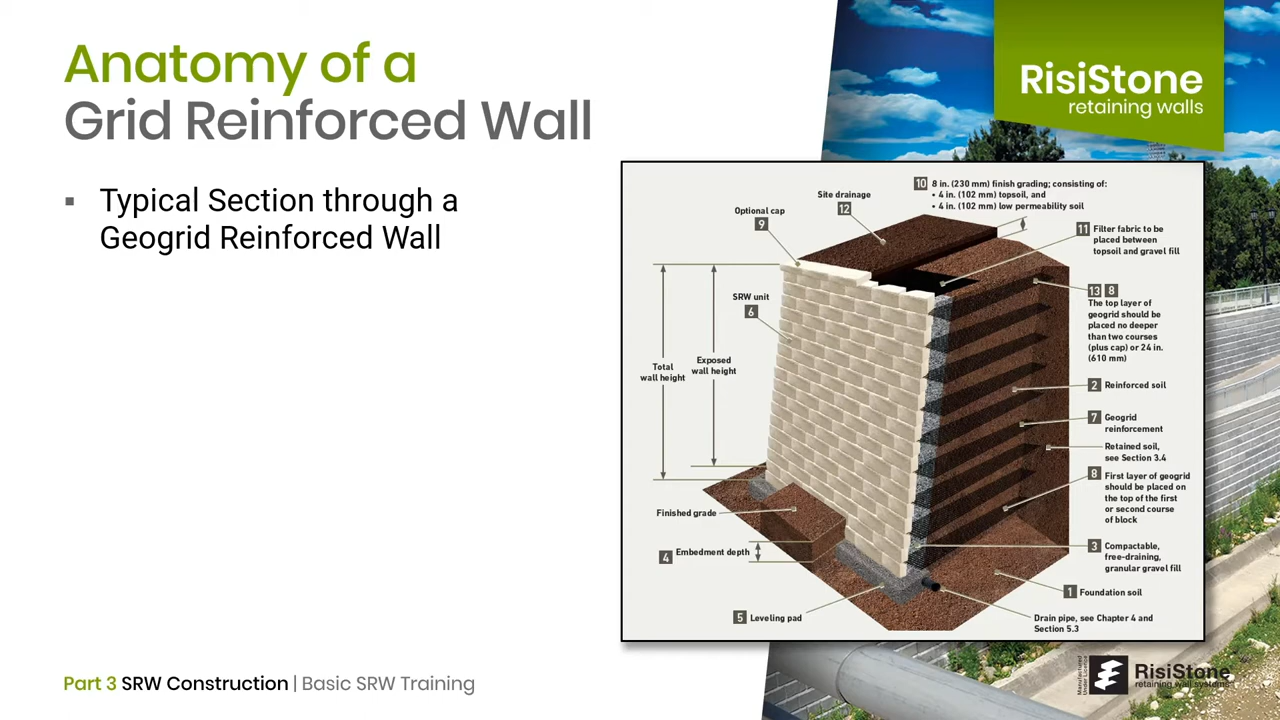 Anatomy of a
Grid Reinforced Wall
RisiStone
retaining walls
▪ Typical Section through a
Geogrid Reinforced Wall
10 8 in. (230 mm) finish grading; consisting of:
• 4 in. (102 mm) topsoil, and
• 4 in. (102 mm) low permeability soil
Site drainage
12
Optional cap
9
11 Filter fabric to be
placed between
topsoil and gravel fill
SRW unit
6
13 8
The top layer of
geogrid should be
placed no deeper
than two courses
(plus cap) or 24 in.
(610 mm)
Total
wall height
Exposed
wall height
2 Reinforced soil
7 Geogrid
reinforcement
Retained soil,
see Section 3.4
8 First layer of geogrid
should be placed on
the top of the first
or second course
of block
Finished grade
4 Embedment depth
3 Compactable,
free-draining,
granular gravel fill
1 Foundation soil
5 Leveling pad
Drain pipe, see Chapter 4 and
Section 5.3
Part 3 SRW Construction | Basic SRW Training
Manufactured
Under Licence
RisiStone
retaining wall systems